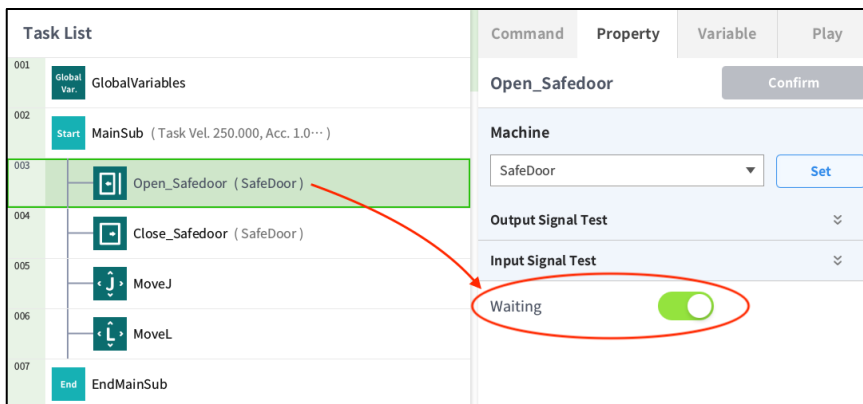 Task List
001
Global
Var.
GlobalVariables
002
Start
MainSub ( Task Vel. 250.000, Acc. 1.0··· )
003
Open_Safedoor ( SafeDoor )
004
Close_Safedoor ( SafeDoor )
005
J
MoveJ
006
L
MoveL
007
End
EndMainSub
Command Property Variable Play
Open_Safedoor Confirm
Machine
SafeDoor Set
Output Signal Test
Input Signal Test
Waiting